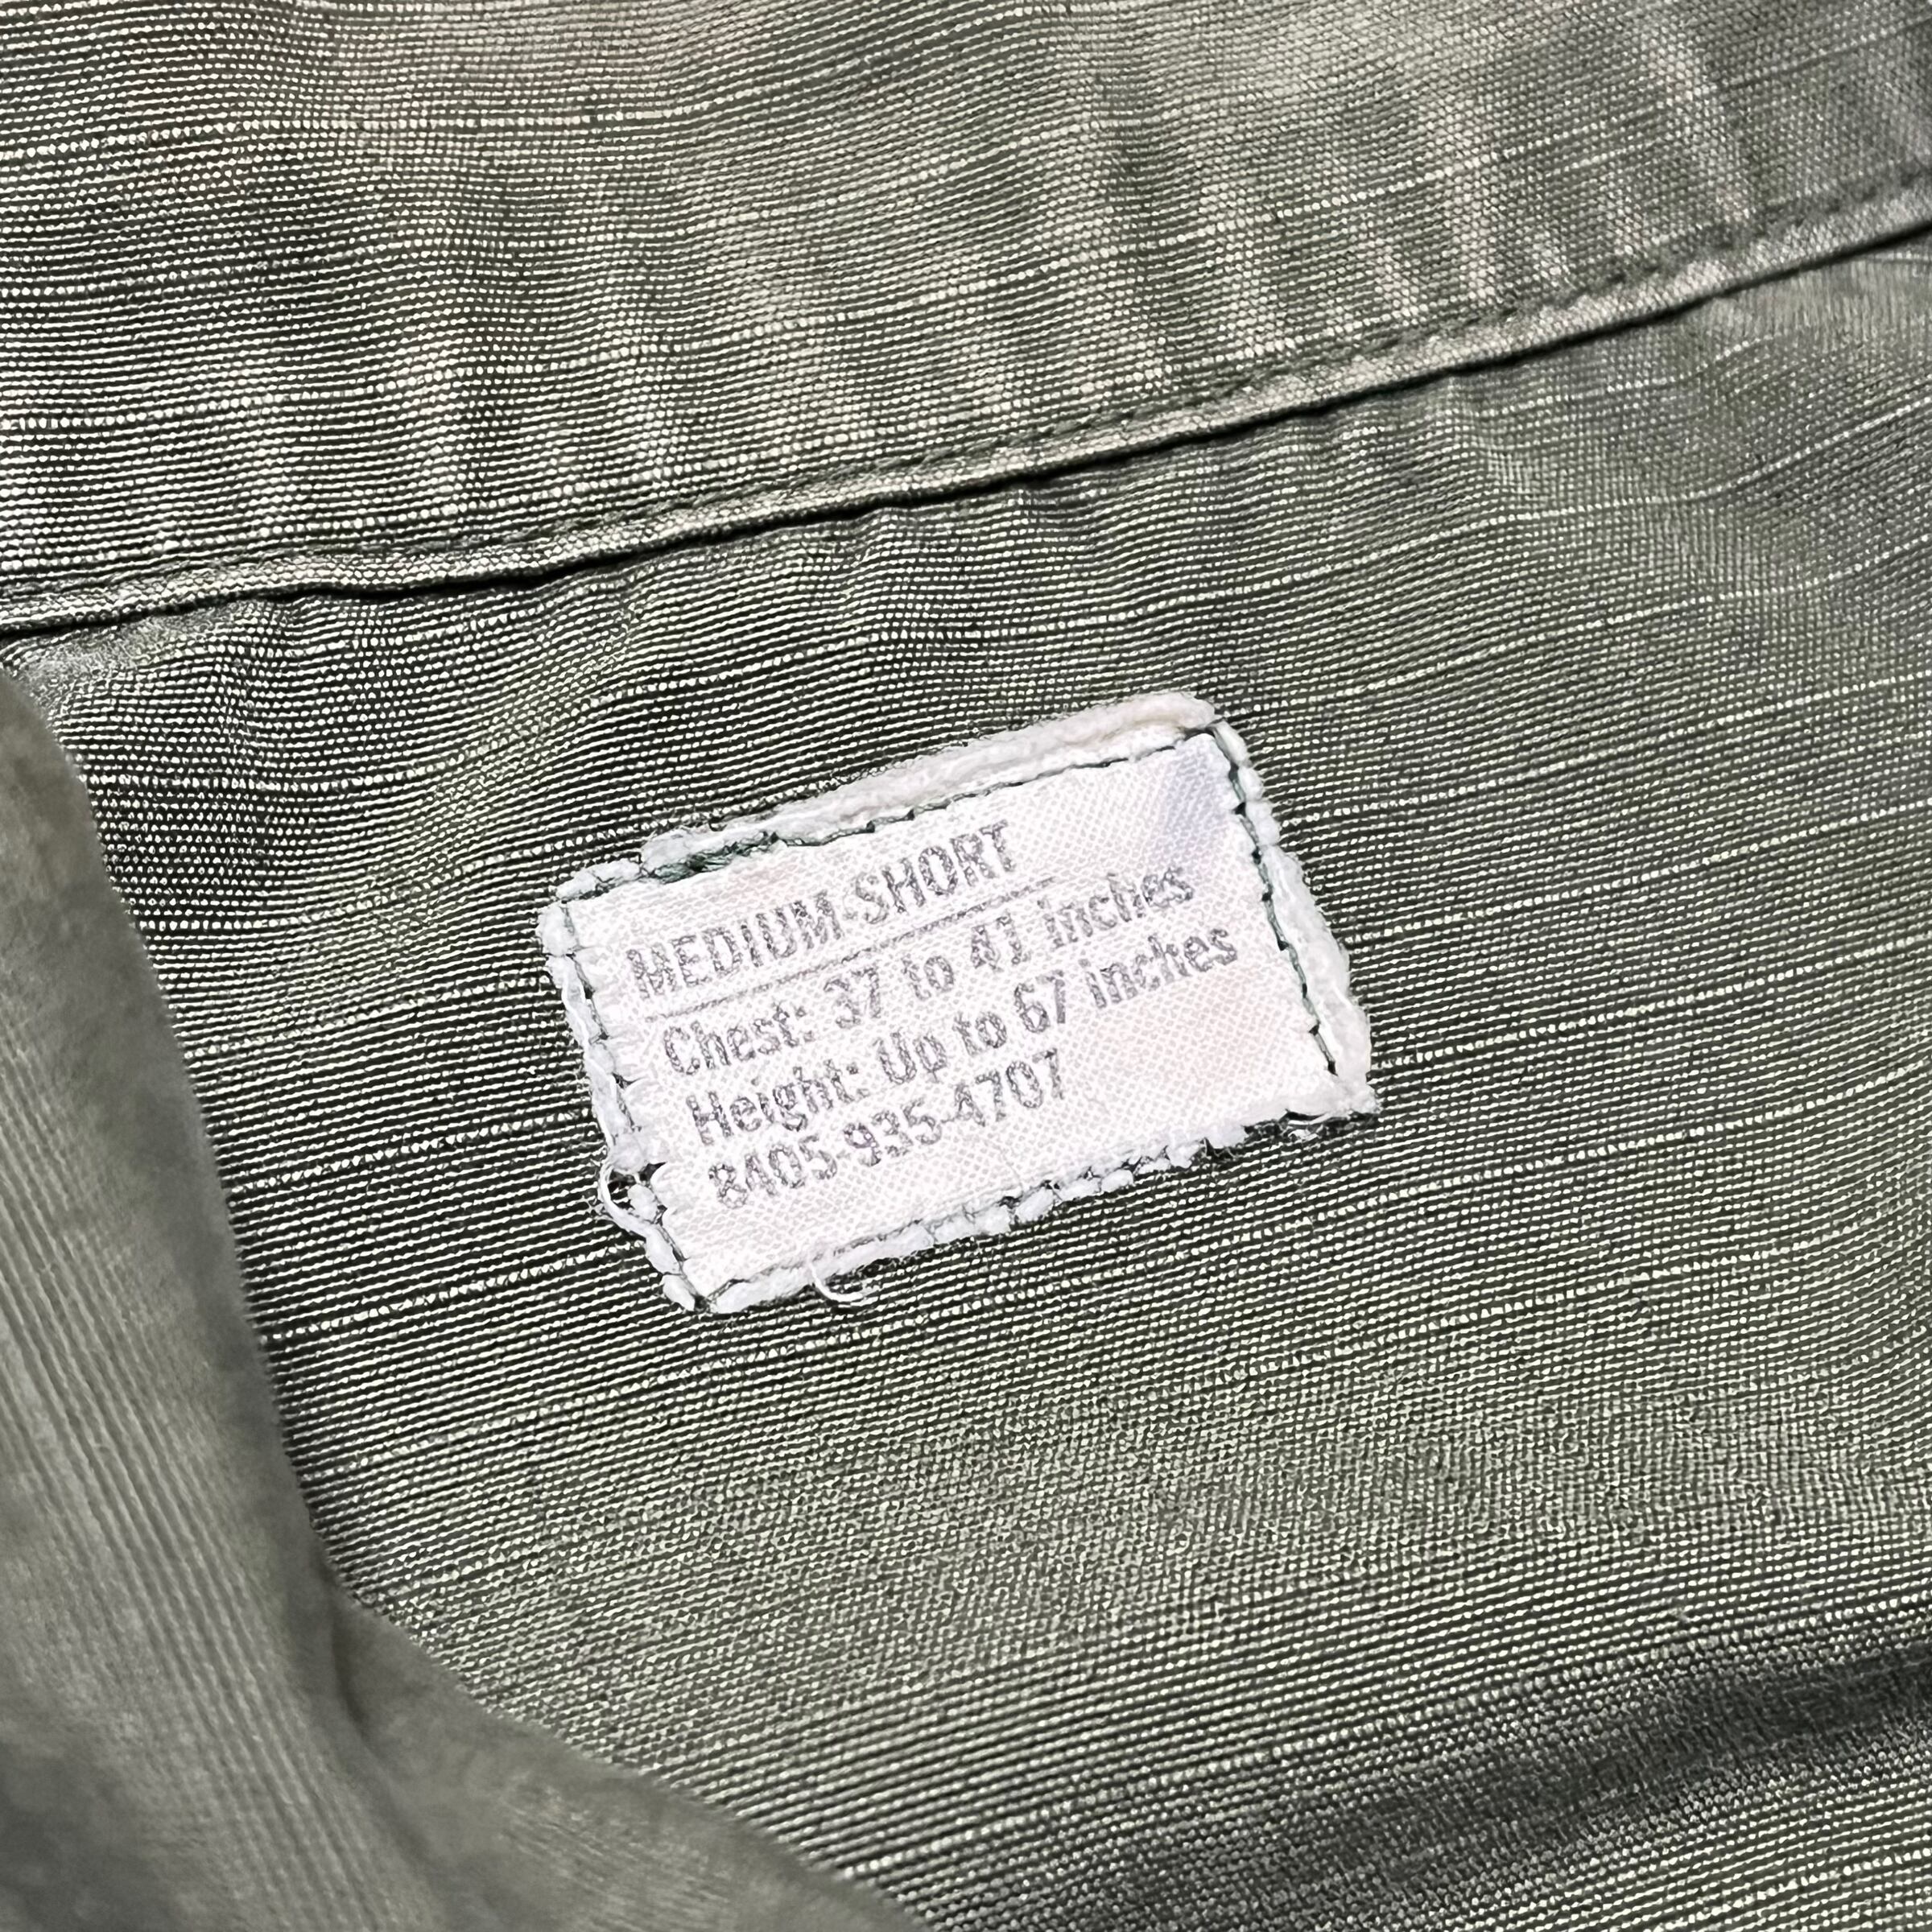 MEDIUM-SHORT
Chest: 37 to 41 inches
Height: Up to 67 inches
8405-935-4707